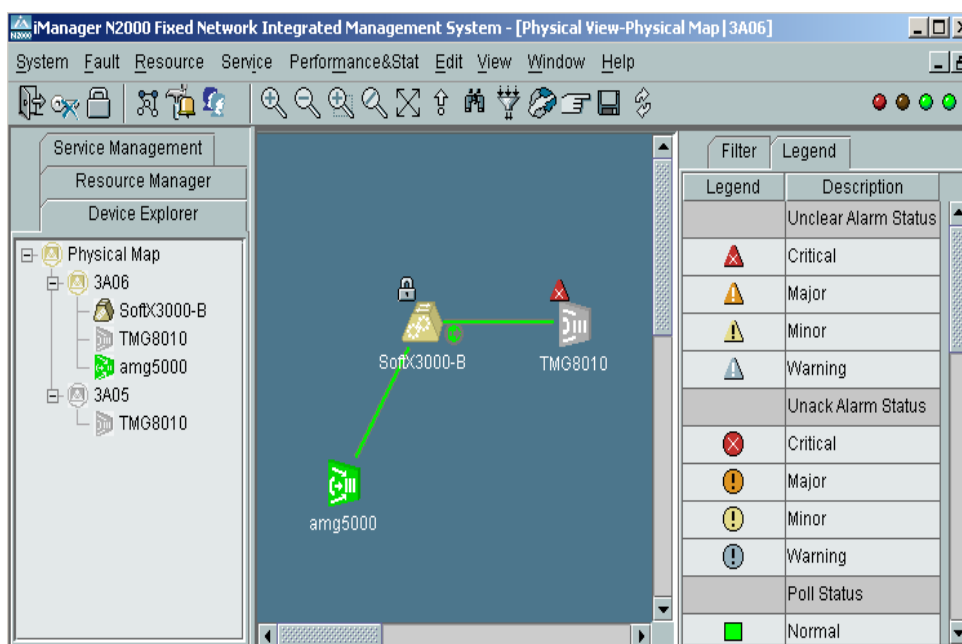 iManager N2000 Fixed Network Integrated Management System - [Physical View-Physical Map|3A06]
System Fault Resource Service Performance&Stat Edit View Window Help
Service Management
Resource Manager
Device Explorer
Physical Map
3A06
SoftX3000-B
TMG8010
amg5000
3A05
TMG8010
SoftX3000-B
TMG8010
amg5000
Filter Legend
Legend Description
Unclear Alarm Status
Critical
Major
Minor
Warning
Unack Alarm Status
Critical
Major
Minor
Warning
Poll Status
Normal